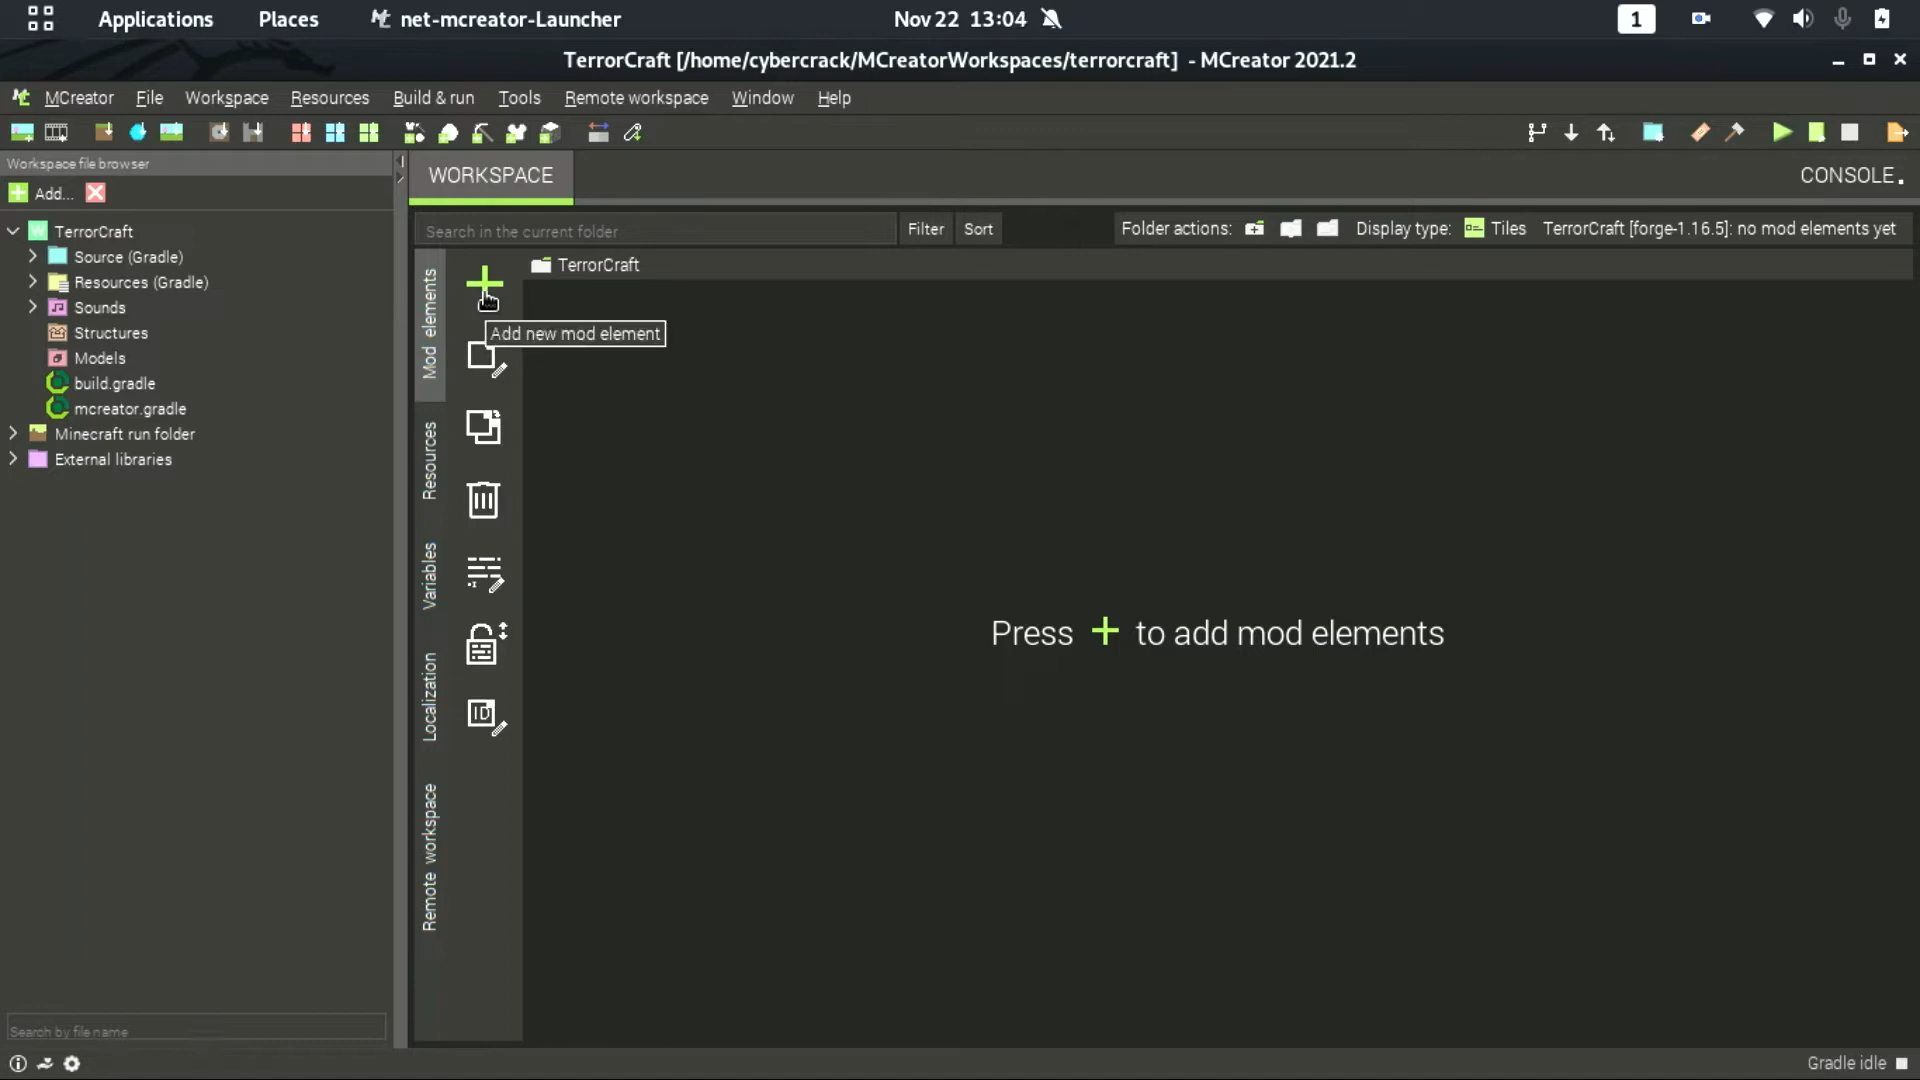 Applications Places net-mcreator-Launcher Nov 22 13:04 1
TerrorCraft [/home/cybercrack/MCreatorWorkspaces/terrorcraft] - MCreator 2021.2
MCreator File Workspace Resources Build & run Tools Remote workspace Window Help
Workspace file browser
Add...
TerrorCraft
Source (Gradle)
Resources (Gradle)
Sounds
Structures
Models
build.gradle
mcreator.gradle
Minecraft run folder
External libraries
Search by file name
WORKSPACE
CONSOLE
Search in the current folder
Filter
Sort
Folder actions:
Display type: Tiles
TerrorCraft [forge-1.16.5]: no mod elements yet
Mod elements
Resources
Variables
Localization
Remote workspace
TerrorCraft
Add new mod element
ID
Press + to add mod elements
Gradle idle